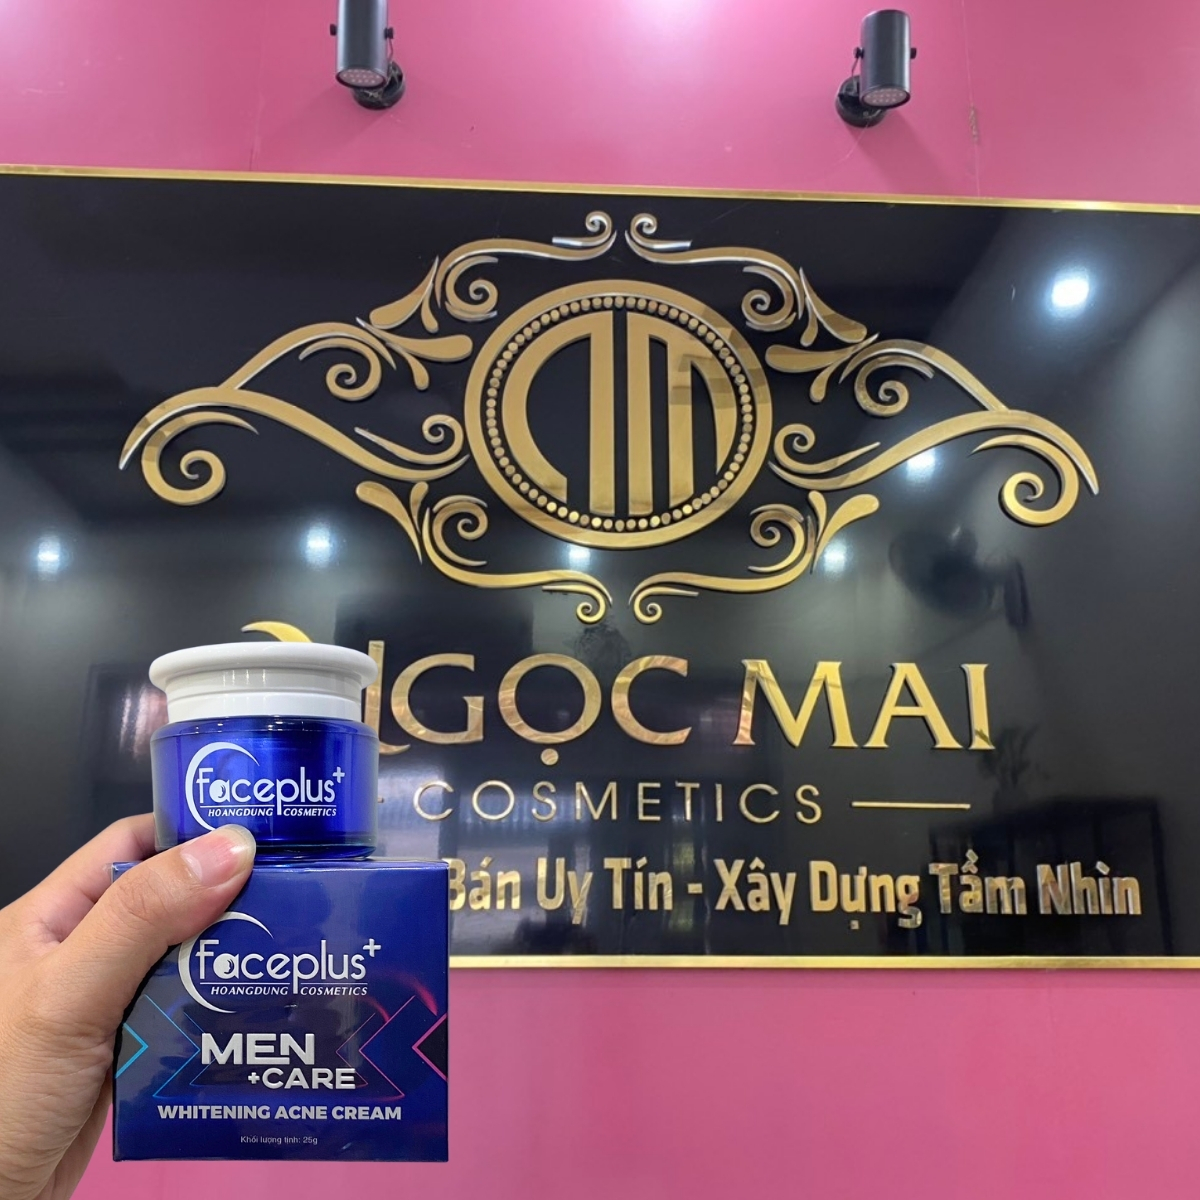 NM
NGỌC MAI
COSMETICS
Bán Uy Tín - Xây Dựng Tầm Nhìn
faceplus+
HOANGDUNG COSMETICS
faceplus+
HOANGDUNG COSMETICS
MEN
+CARE
WHITENING ACNE CREAM
Khối lượng tịnh: 25g